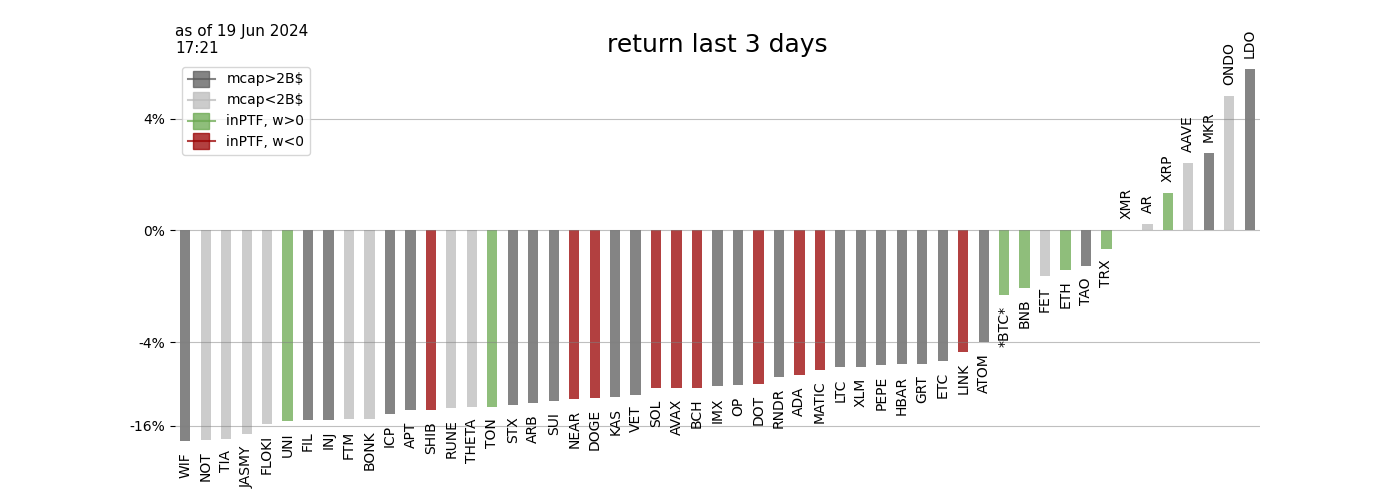 as of 19 Jun 2024
17:21
return last 3 days
mcap>2B$
mcap<2B$
inPTF, w>0
inPTF, w<0
4%
0%
-4%
-16%
WIF
NOT
TIA
JASMY
FLOKI
UNI
FIL
INJ
FTM
BONK
ICP
APT
SHIB
RUNE
THETA
TON
STX
ARB
SUI
NEAR
DOGE
KAS
VET
SOL
AVAX
BCH
IMX
OP
DOT
RNDR
ADA
MATIC
LTC
XLM
PEPE
HBAR
GRT
ETC
LINK
ATOM
*BTC*
BNB
FET
ETH
TAO
TRX
XMR
AR
XRP
AAVE
MKR
ONDO
LDO